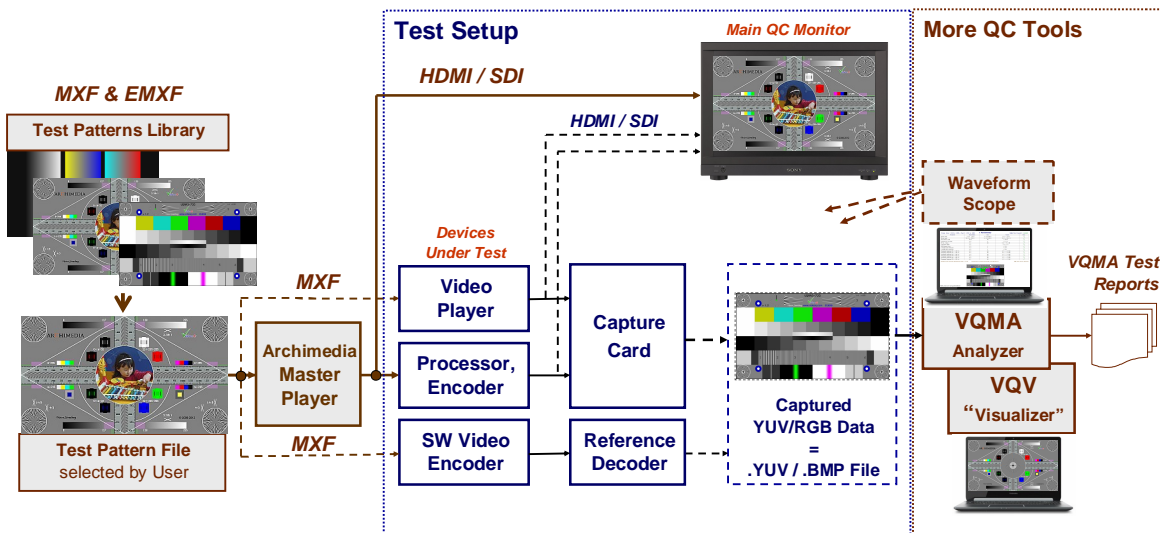 Test Setup
More QC Tools
Main QC Monitor
HDMI / SDI
MXF & EMXF
Test Patterns Library
HDMI / SDI
Waveform
Scope
Devices
Under Test
VQMA Test
Reports
MXF
Video
Player
Capture
Card
VQMA
Analyzer
Archimedia
Master
Player
Processor,
Encoder
VQV
“Visualizer”
Captured
YUV/RGB Data
=
.YUV / .BMP File
MXF
SW Video
Encoder
Reference
Decoder
Test Pattern File
selected by User